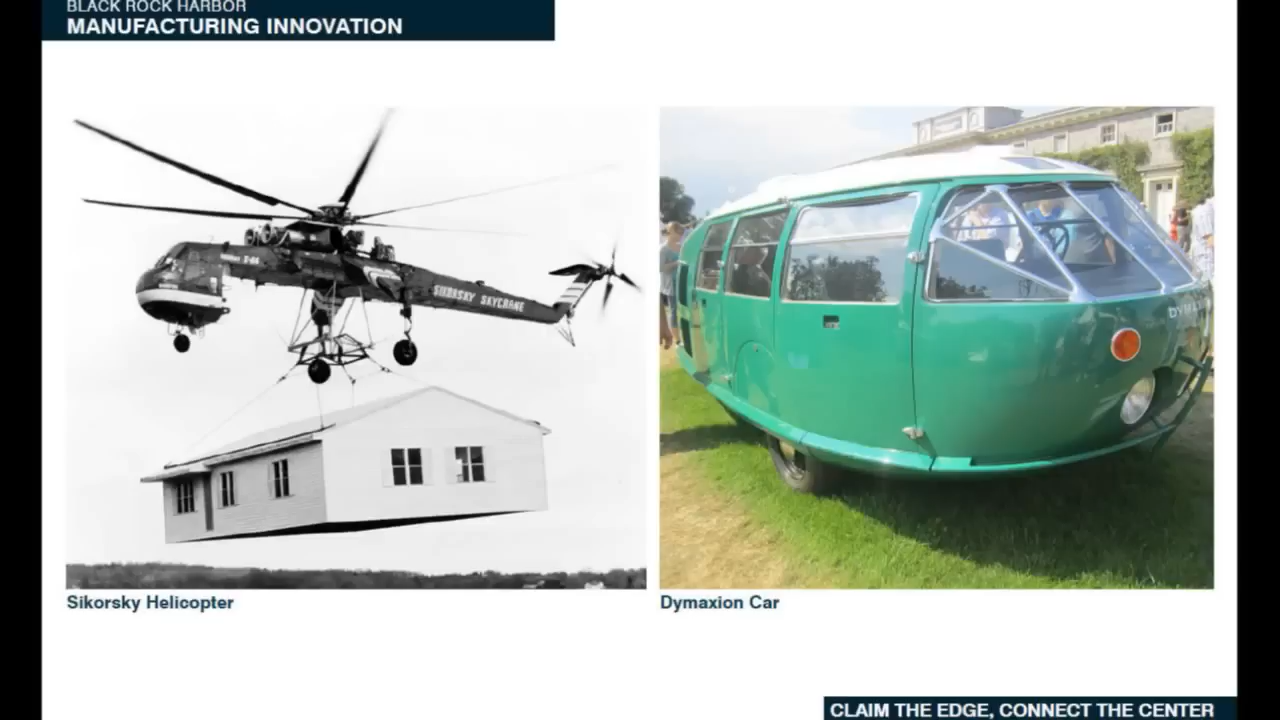 BLACK ROCK HARBOR
MANUFACTURING INNOVATION
SIKORSKY SKYCRANE
Sikorsky Helicopter
Dymaxion Car
CLAIM THE EDGE, CONNECT THE CENTER